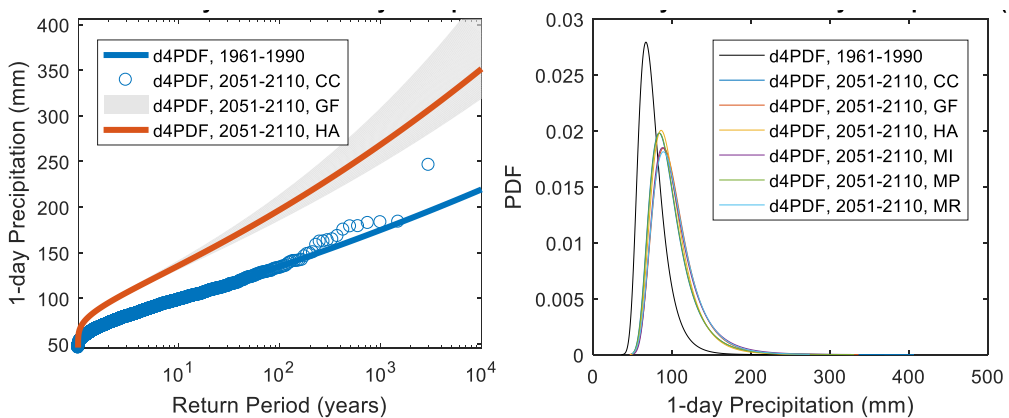 400
350
300
250
200
150
100
50
1-day Precipitation (mm)
d4PDF, 1961-1990
d4PDF, 2051-2110, CC
d4PDF, 2051-2110, GF
d4PDF, 2051-2110, HA
10^1 10^2 10^3 10^4
Return Period (years)
0.03
0.025
0.02
0.015
0.01
0.005
0
PDF
d4PDF, 1961-1990
d4PDF, 2051-2110, CC
d4PDF, 2051-2110, GF
d4PDF, 2051-2110, HA
d4PDF, 2051-2110, MI
d4PDF, 2051-2110, MP
d4PDF, 2051-2110, MR
0 100 200 300 400 500
1-day Precipitation (mm)